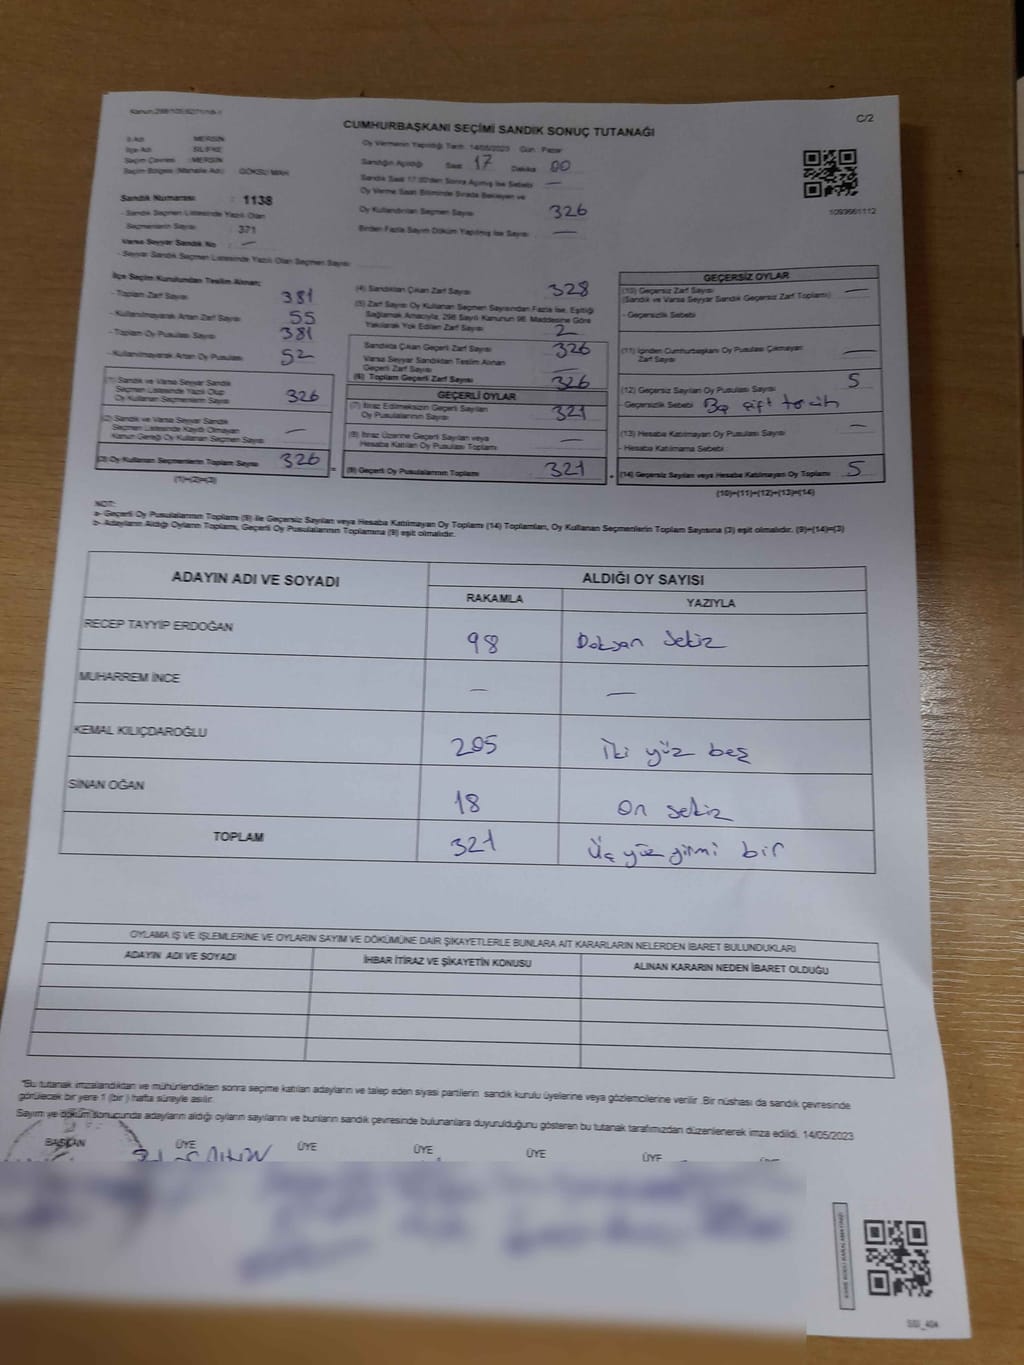 C/2
CUMHURBAŞKANI SEÇİMİ SANDIK SONUÇ TUTANAĞI
İl Adı : MERSİN
İlçe Adı : SİLİFKE
Seçim Çevresi : MERSİN
Seçim Bölgesi (Mahalle Adı) : GÖKSU MAH
Sandık Numarası : 1138
- Sandık Seçmen Listesinde Yazılı Olan
Seçmenlerin Sayısı : 371
Varsa Seyyar Sandık No : —
- Seyyar Sandık Seçmen Listesinde Yazılı Olan Seçmen Sayısı
Oy Vermenin Yapıldığı Tarih: 14/05/2023 Gün: Pazar
Sandığın Açıldığı Saat 17 Dakika 00
Sandık Saat 17.00'den Sonra Açılmış İse Sebebi —
Oy Verme Saati Bitiminde Sırada Bekleyen ve
Oy Kullandırılan Seçmen Sayısı 326
Birden Fazla Sayım Döküm Yapılmış İse Sayısı —
1093661112
İlçe Seçim Kurulundan Teslim Alınan;
- Toplam Zarf Sayısı 381
- Kullanılmayarak Artan Zarf Sayısı 55
- Toplam Oy Pusulası Sayısı 381
- Kullanılmayarak Artan Oy Pusulası 52
(1) Sandık ve Varsa Seyyar Sandık
Seçmen Listesinde Yazılı Olup
Oy Kullanan Seçmenlerin Sayısı 326
(2) Sandık ve Varsa Seyyar Sandık
Seçmen Listesinde Kaydı Olmayan
Kanun Gereği Oy Kullanan Seçmen Sayısı —
(3) Oy Kullanan Seçmenlerin Toplam Sayısı 326
(1)+(2)=(3)
(4) Sandıktan Çıkan Zarf Sayısı 328
(5) Zarf Sayısı Oy Kullanan Seçmen Sayısından Fazla İse, Eşitliği
Sağlamak Amacıyla, 298 Sayılı Kanunun 98. Maddesine Göre
Yakılarak Yok Edilen Zarf Sayısı 2
Sandıkta Çıkan Geçerli Zarf Sayısı 326
Varsa Seyyar Sandıktan Teslim Alınan
Geçerli Zarf Sayısı —
(6) Toplam Geçerli Zarf Sayısı 326
GEÇERLİ OYLAR
(7) İtiraz Edilmeksizin Geçerli Sayılan
Oy Pusulalarının Sayısı 321
(8) İtiraz Üzerine Geçerli Sayılan veya
Hesaba Katılan Oy Pusulası Toplamı —
(9) Geçerli Oy Pusulalarının Toplamı 321
GEÇERSİZ OYLAR
(10) Geçersiz Zarf Sayısı —
(Sandık ve Varsa Seyyar Sandık Geçersiz Zarf Toplamı)
- Geçersizlik Sebebi
(11) İçinden Cumhurbaşkanı Oy Pusulası Çıkmayan
Zarf Sayısı —
(12) Geçersiz Sayılan Oy Pusulası Sayısı 5
- Geçersizlik Sebebi çift
(13) Hesaba Katılmayan Oy Pusulası Sayısı —
- Hesaba Katılmama Sebebi
(14) Geçersiz Sayılan veya Hesaba Katılmayan Oy Toplamı 5
(10)+(11)+(12)+(13)=(14)
NOT:
a- Geçerli Oy Pusulalarının Toplamı (9) ile Geçersiz Sayılan veya Hesaba Katılmayan Oy Toplamı (14) Toplamları, Oy Kullanan Seçmenlerin Toplam Sayısına (3) eşit olmalıdır. (9)+(14)=(3)
b- Adayların Aldığı Oyların Toplamı, Geçerli Oy Pusulalarının Toplamına (9) eşit olmalıdır.
ADAYIN ADI VE SOYADI
ALDIĞI OY SAYISI
RAKAMLA YAZIYLA
RECEP TAYYİP ERDOĞAN 98 Doksan Sekiz
MUHARREM İNCE — —
KEMAL KILIÇDAROĞLU 205 iki yüz beş
SİNAN OĞAN 18 on sekiz
TOPLAM 321 Üç yüz yirmi bir
OYLAMA İŞ VE İŞLEMLERİNE VE OYLARIN SAYIM VE DÖKÜMÜNE DAİR ŞİKAYETLERLE BUNLARA AİT KARARLARIN NELERDEN İBARET BULUNDUKLARI
ADAYIN ADI VE SOYADI İHBAR İTİRAZ VE ŞİKAYETİN KONUSU ALINAN KARARIN NEDEN İBARET OLDUĞU
"Bu tutanak imzalandıktan ve mühürlendikten sonra seçime katılan adayların ve talep eden siyasi partilerin sandık kurulu üyelerine veya gözlemcilerine verilir. Bir nüshası da sandık çevresinde
görülecek bir yere 1 (bir) hafta süreyle asılır.
Sayım ve döküm sonucunda adayların aldığı oyların sayılarını ve bunların sandık çevresinde bulunanlara duyurulduğunu gösteren bu tutanak tarafımızdan düzenlenerek imza edildi. 14/05/2023
BAŞKAN ÜYE ÜYE ÜYE ÜYE ÜYE